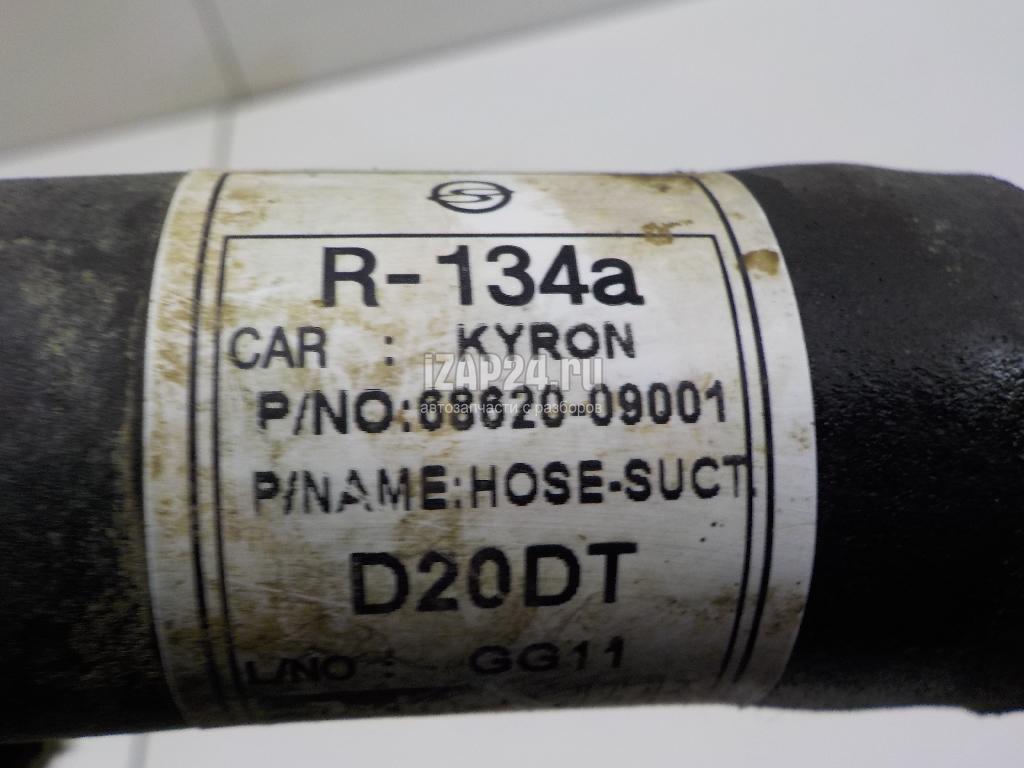 R-134a
CAR : KYRON
iZAP24.ru
P/NO:68620-09001
автозапчасти с разборов
P/NAME:HOSE-SUCT.
D20DT
L/NO : GG11